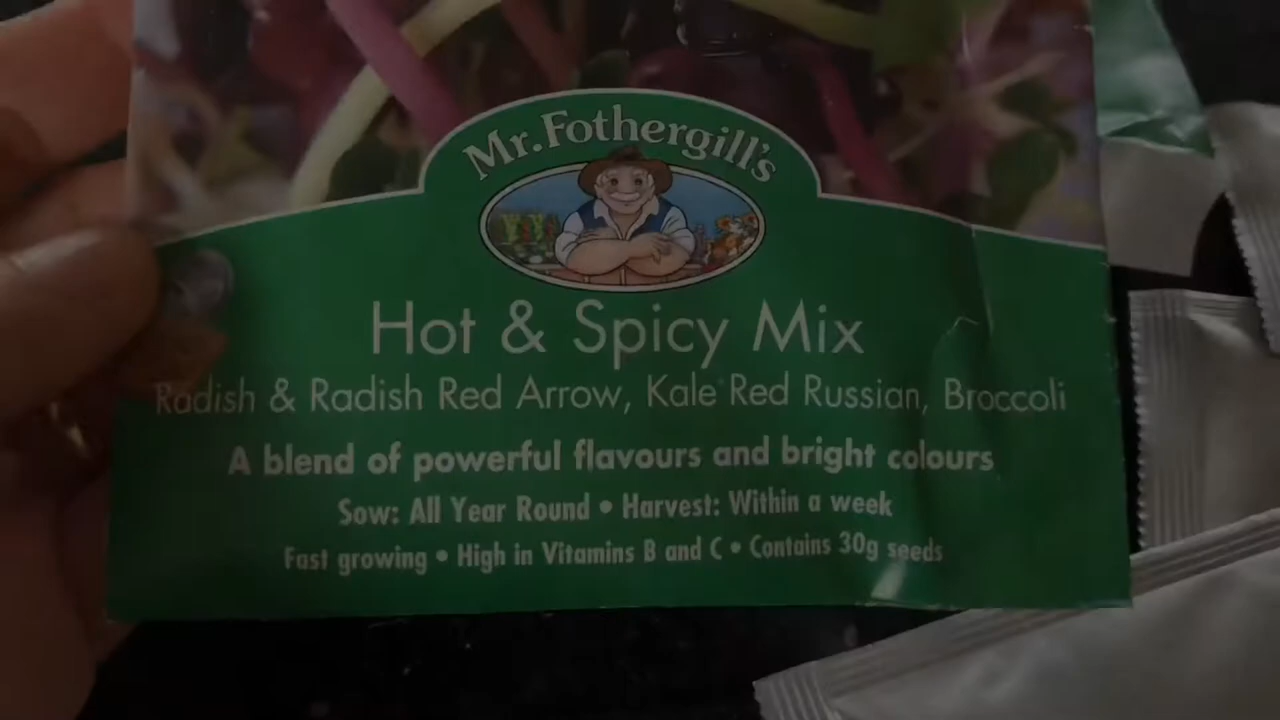 Mr. Fothergill's
Hot & Spicy Mix
Radish & Radish Red Arrow, Kale Red Russian, Broccoli
A blend of powerful flavours and bright colours
Sow: All Year Round • Harvest: Within a week
Fast growing • High in Vitamins B and C • Contains 30g seeds